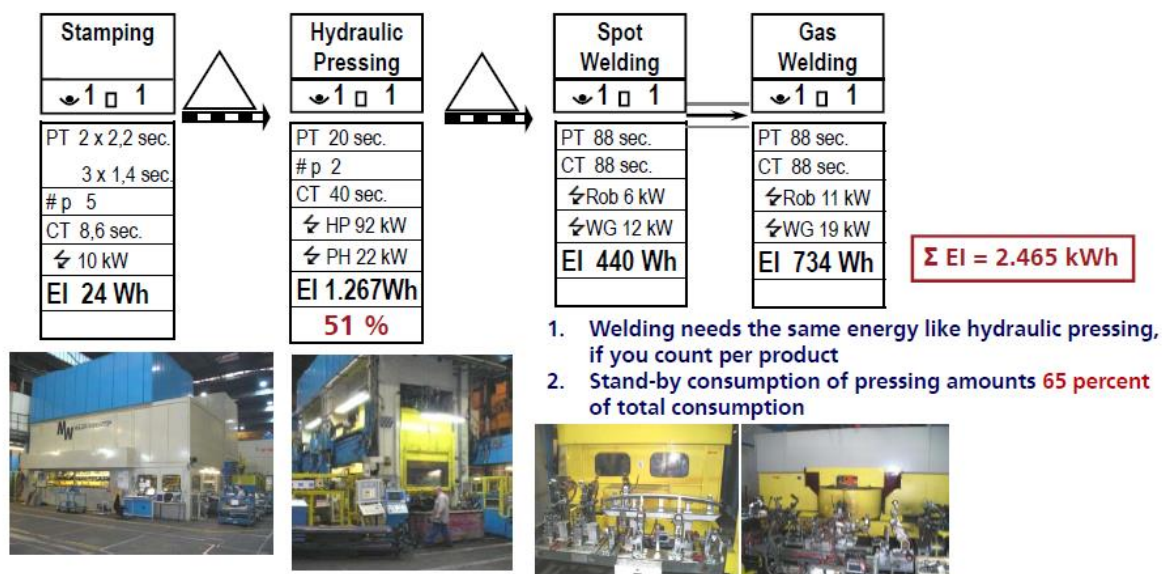 Stamping
1 1
PT 2 x 2,2 sec.
3 x 1,4 sec.
# p 5
CT 8,6 sec.
10 kW
EI 24 Wh
Hydraulic
Pressing
1 1
PT 20 sec.
# p 2
CT 40 sec.
HP 92 kW
PH 22 kW
EI 1.267Wh
51 %
Spot
Welding
1 1
PT 88 sec.
CT 88 sec.
Rob 6 kW
WG 12 kW
EI 440 Wh
Gas
Welding
1 1
PT 88 sec.
CT 88 sec.
Rob 11 kW
WG 19 kW
EI 734 Wh
Σ EI = 2.465 kWh
1. Welding needs the same energy like hydraulic pressing,
if you count per product
2. Stand-by consumption of pressing amounts 65 percent
of total consumption
MW